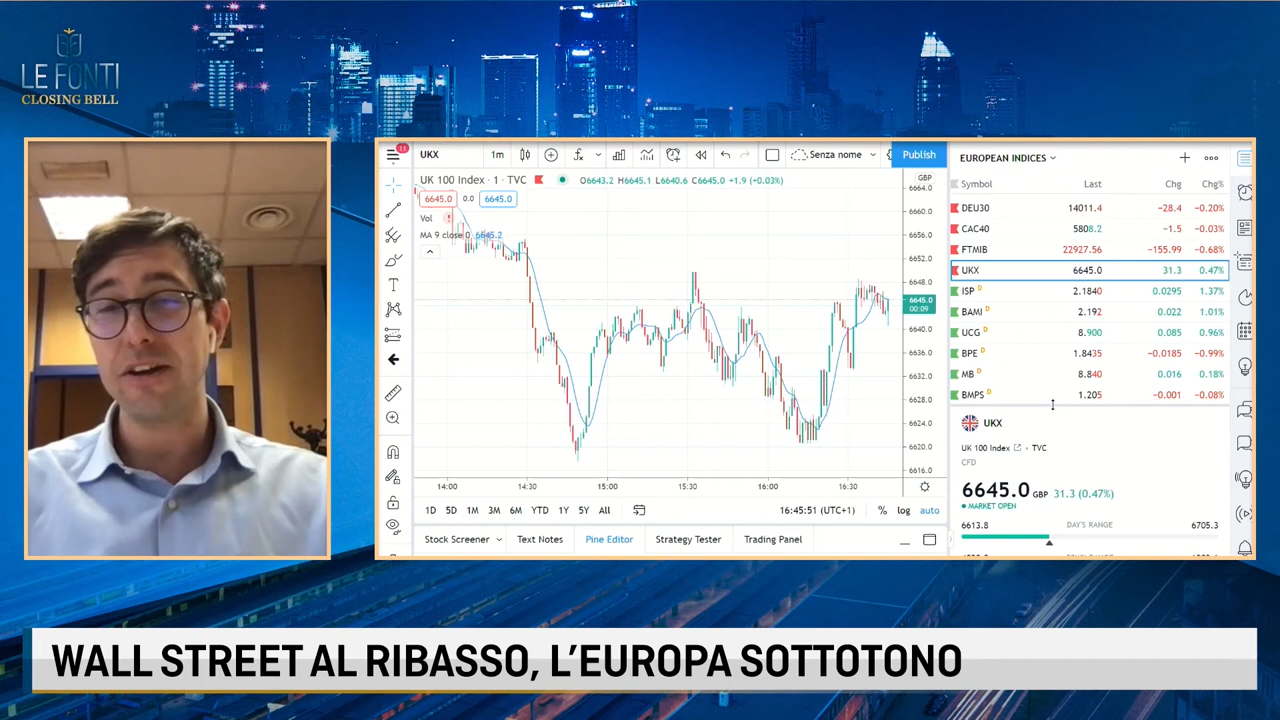 LE FONTI
CLOSING BELL
11
UKX
1m
Senza nome
Publish
UK 100 Index · 1 · TVC
O6643.2 H6645.1 L6640.6 C6645.0 +1.9 (+0.03%)
6645.0 0.0 6645.0
Vol
MA 9 close 0 6645.2
GBP
6664.0
6660.0
6656.0
6652.0
6648.0
6645.0
00:09
6640.0
6636.0
6632.0
6628.0
6624.0
6620.0
6616.0
14:00 14:30 15:00 15:30 16:00 16:30
1D 5D 1M 3M 6M YTD 1Y 5Y All
16:45:51 (UTC+1) % log auto
Stock Screener Text Notes Pine Editor Strategy Tester Trading Panel
EUROPEAN INDICES
Symbol Last Chg Chg%
DEU30 14011.4 −28.4 −0.20%
CAC40 5808.2 −1.5 −0.03%
FTMIB 22927.56 −155.99 −0.68%
UKX 6645.0 31.3 0.47%
ISP D 2.1840 0.0295 1.37%
BAMI D 2.192 0.022 1.01%
UCG D 8.900 0.085 0.96%
BPE D 1.8435 −0.0185 −0.99%
MB D 8.840 0.016 0.18%
BMPS D 1.205 −0.001 −0.08%
UKX
UK 100 Index · TVC
CFD
6645.0 GBP 31.3 (0.47%)
MARKET OPEN
6613.8 DAY'S RANGE 6705.3
WALL STREET AL RIBASSO, L'EUROPA SOTTOTONO